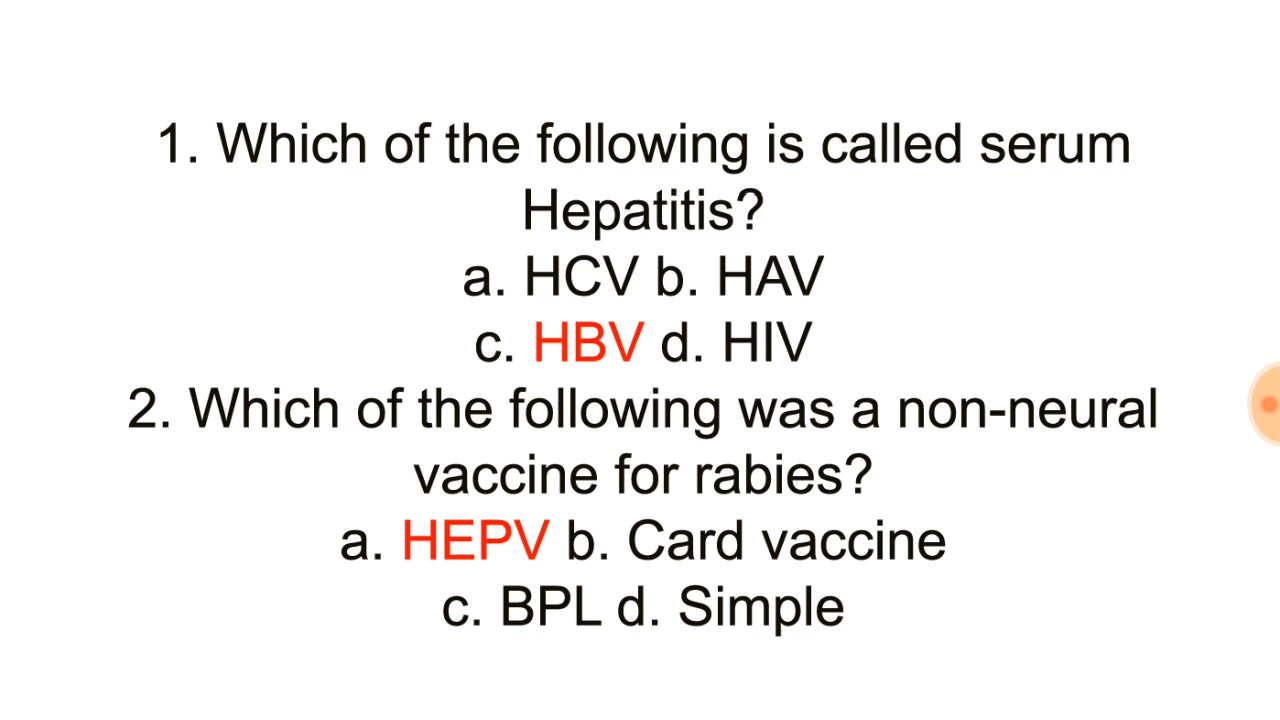 1. Which of the following is called serum
Hepatitis?
a. HCV b. HAV
c. HBV d. HIV
2. Which of the following was a non-neural
vaccine for rabies?
a. HEPV b. Card vaccine
c. BPL d. Simple